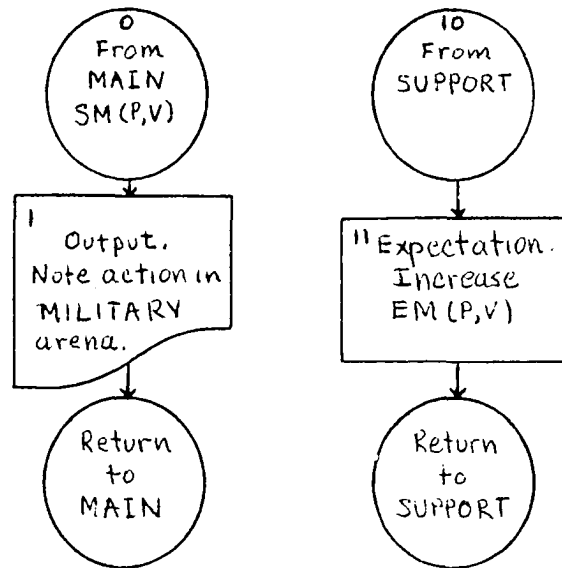 0
From
MAIN
SM(P,V)
1
Output.
Note action in
MILITARY
arena.
Return
to
MAIN
10
From
SUPPORT
11 Expectation.
Increase
EM(P,V)
Return
to
SUPPORT